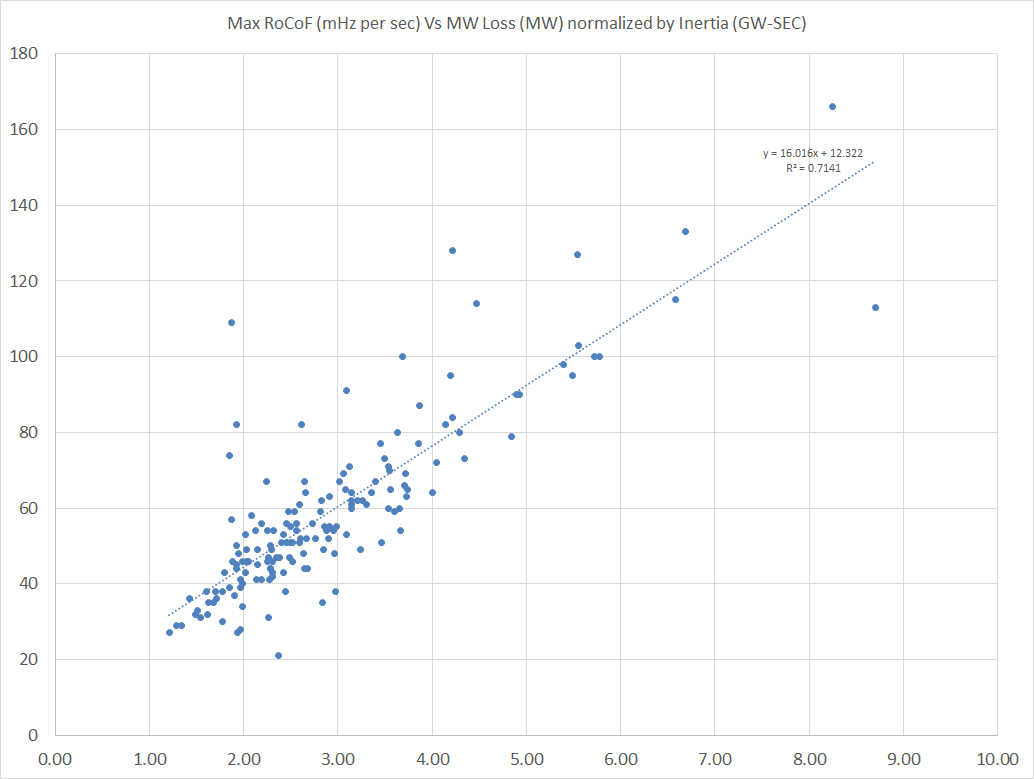 Max RoCoF (mHz per sec) Vs MW Loss (MW) normalized by Inertia (GW-SEC)
180
160
y = 16.016x + 12.322
R² = 0.7141
140
120
100
80
60
40
20
0
0.00 1.00 2.00 3.00 4.00 5.00 6.00 7.00 8.00 9.00 10.00